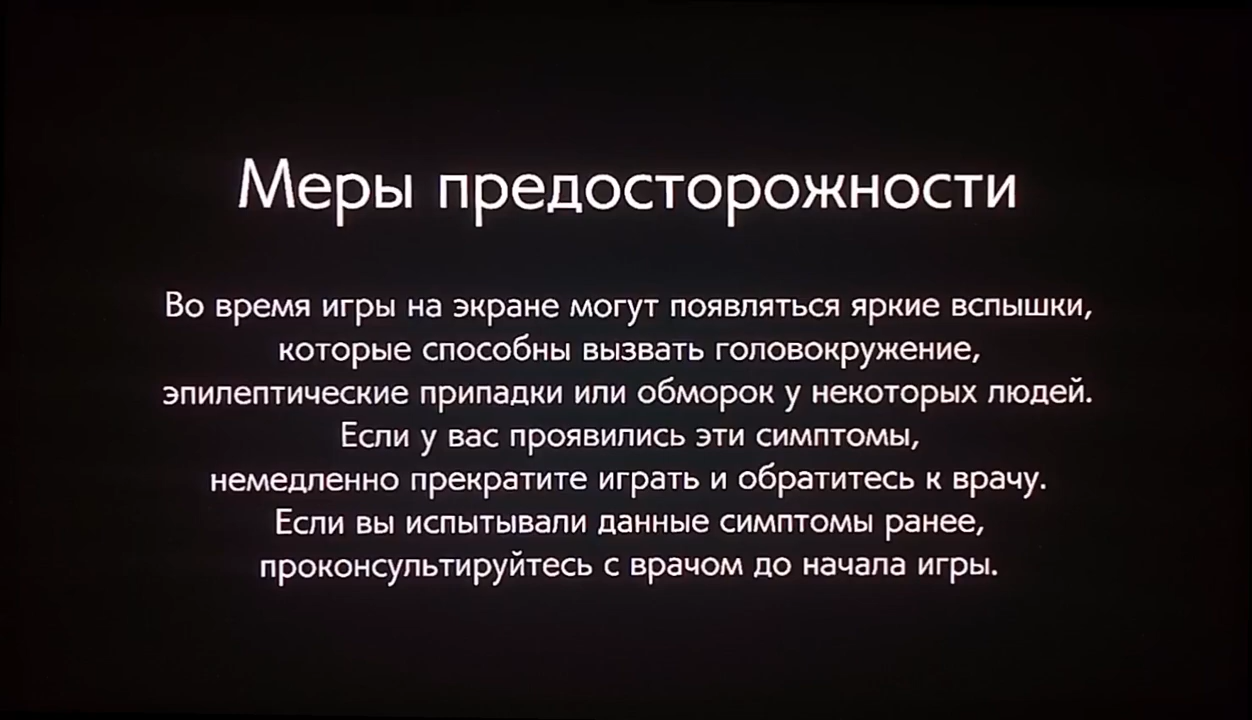 Меры предосторожности
Во время игры на экране могут появляться яркие вспышки,
которые способны вызвать головокружение,
эпилептические припадки или обморок у некоторых людей.
Если у вас проявились эти симптомы,
немедленно прекратите играть и обратитесь к врачу.
Если вы испытывали данные симптомы ранее,
проконсультируйтесь с врачом до начала игры.